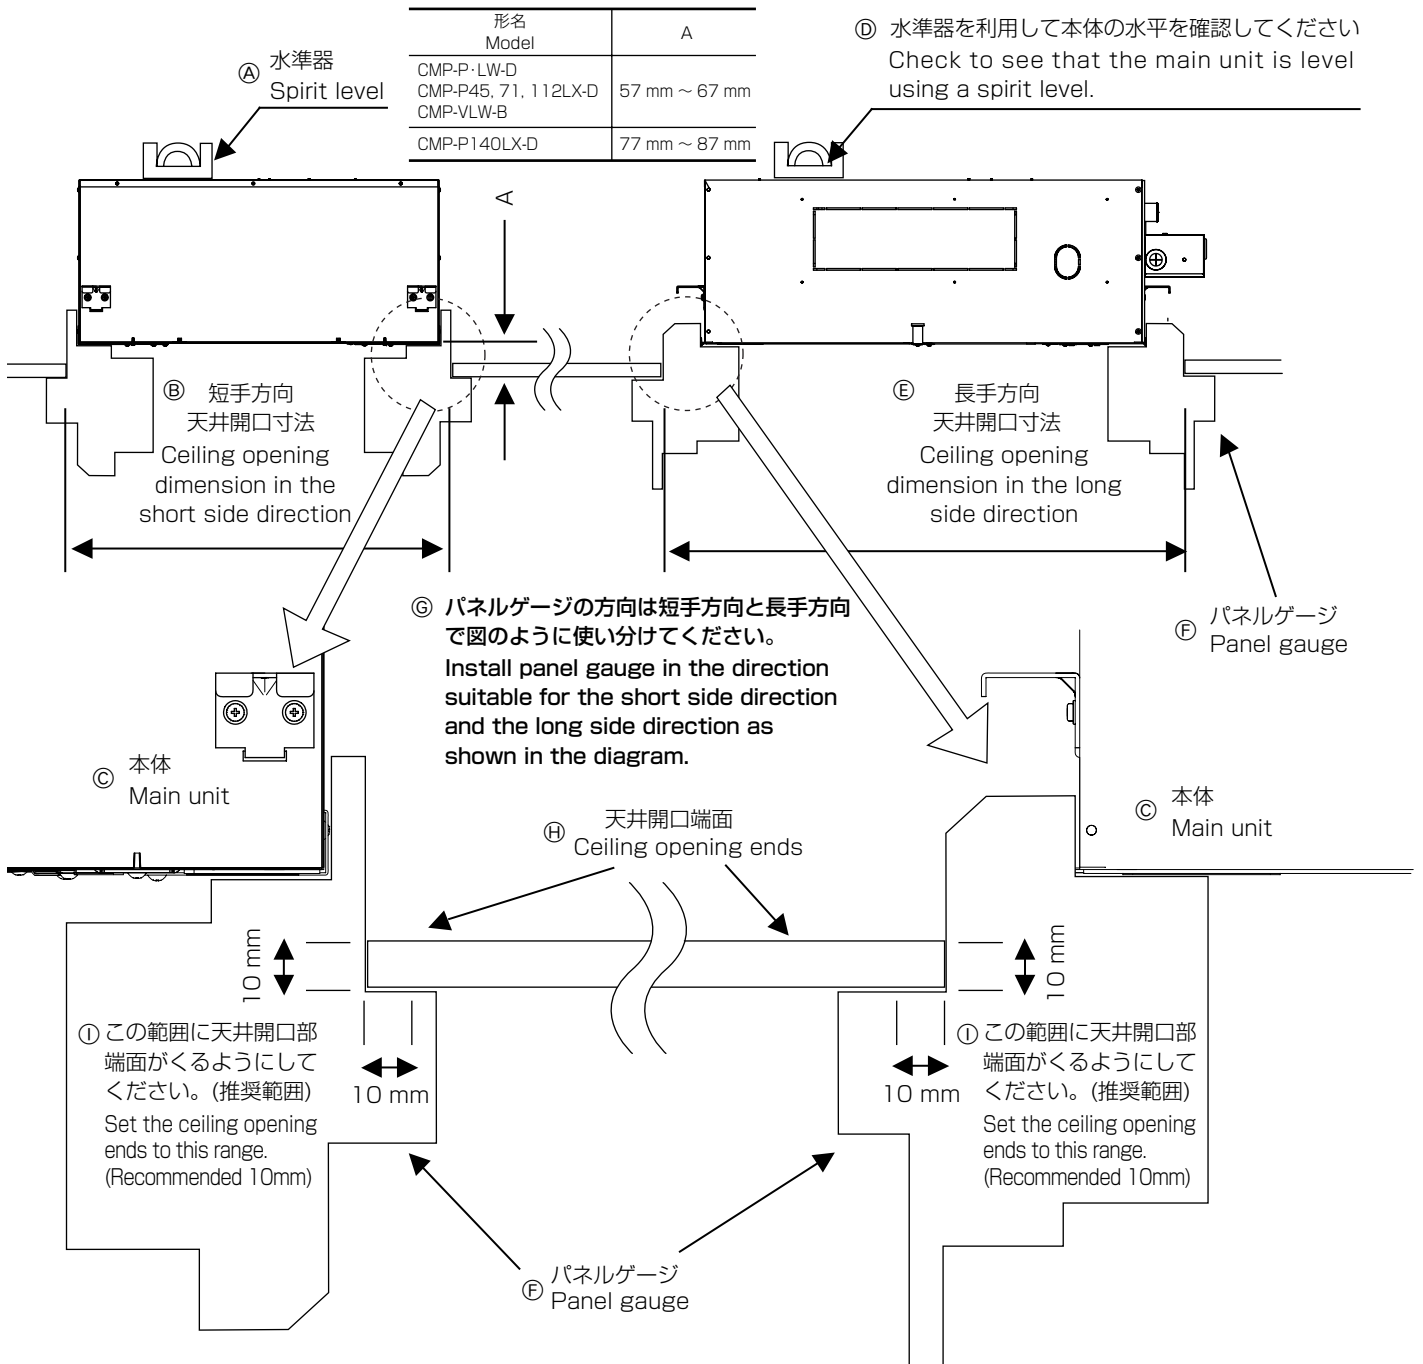 形名
Model
A
CMP-P･LW-D
CMP-P45, 71, 112LX-D
CMP-VLW-B
57 mm ～ 67 mm
CMP-P140LX-D
77 mm ～ 87 mm
Ⓐ 水準器
Spirit level
Ⓓ 水準器を利用して本体の水平を確認してください
Check to see that the main unit is level
using a spirit level.
A
Ⓑ 短手方向
天井開口寸法
Ceiling opening
dimension in the
short side direction
Ⓔ 長手方向
天井開口寸法
Ceiling opening
dimension in the long
side direction
Ⓕ パネルゲージ
Panel gauge
Ⓖ パネルゲージの方向は短手方向と長手方向
で図のように使い分けてください。
Install panel gauge in the direction
suitable for the short side direction
and the long side direction as
shown in the diagram.
Ⓒ 本体
Main unit
Ⓒ 本体
Main unit
Ⓗ 天井開口端面
Ceiling opening ends
10 mm
10 mm
10 mm
10 mm
Ⓘ この範囲に天井開口部
端面がくるようにして
ください。(推奨範囲)
Set the ceiling opening
ends to this range.
(Recommended 10mm)
Ⓘ この範囲に天井開口部
端面がくるようにして
ください。(推奨範囲)
Set the ceiling opening
ends to this range.
(Recommended 10mm)
Ⓕ パネルゲージ
Panel gauge